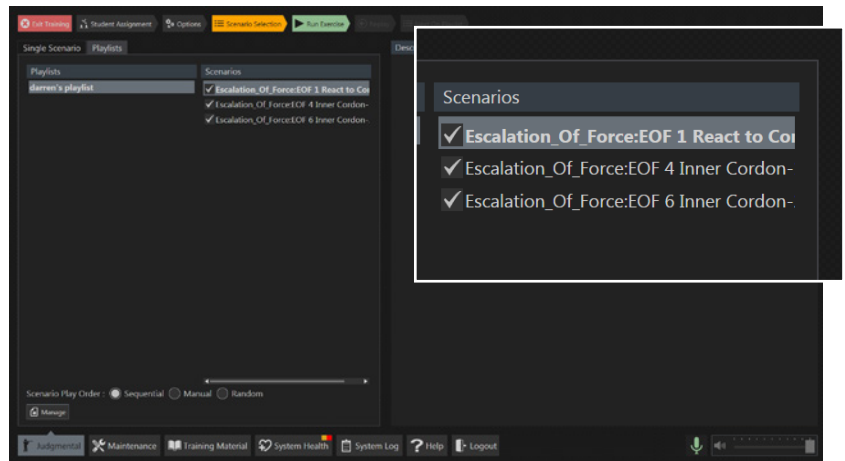 Exit Training Student Assignment Options Scenario Selection Run Exercise
Single Scenario Playlists
Desc
Playlists
darren's playlist
Scenarios
Escalation_Of_Force:EOF 1 React to Co
Escalation_Of_Force:EOF 4 Inner Cordon-
Escalation_Of_Force:EOF 6 Inner Cordon-.
Scenarios
Escalation_Of_Force:EOF 1 React to Co
Escalation_Of_Force:EOF 4 Inner Cordon-
Escalation_Of_Force:EOF 6 Inner Cordon-.
Scenario Play Order : Sequential Manual Random
Manage
Judgmental Maintenance Training Material System Health System Log Help Logout